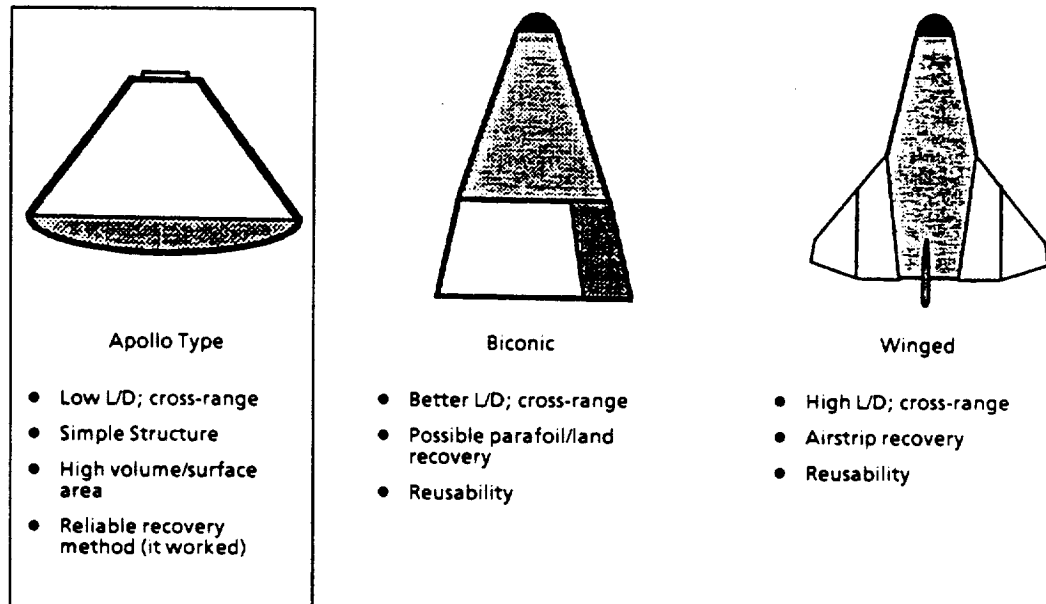 Apollo Type
● Low L/D; cross-range
● Simple Structure
● High volume/surface
area
● Reliable recovery
method (it worked)
Biconic
● Better L/D; cross-range
● Possible parafoil/land
recovery
● Reusability
Winged
● High L/D; cross-range
● Airstrip recovery
● Reusability